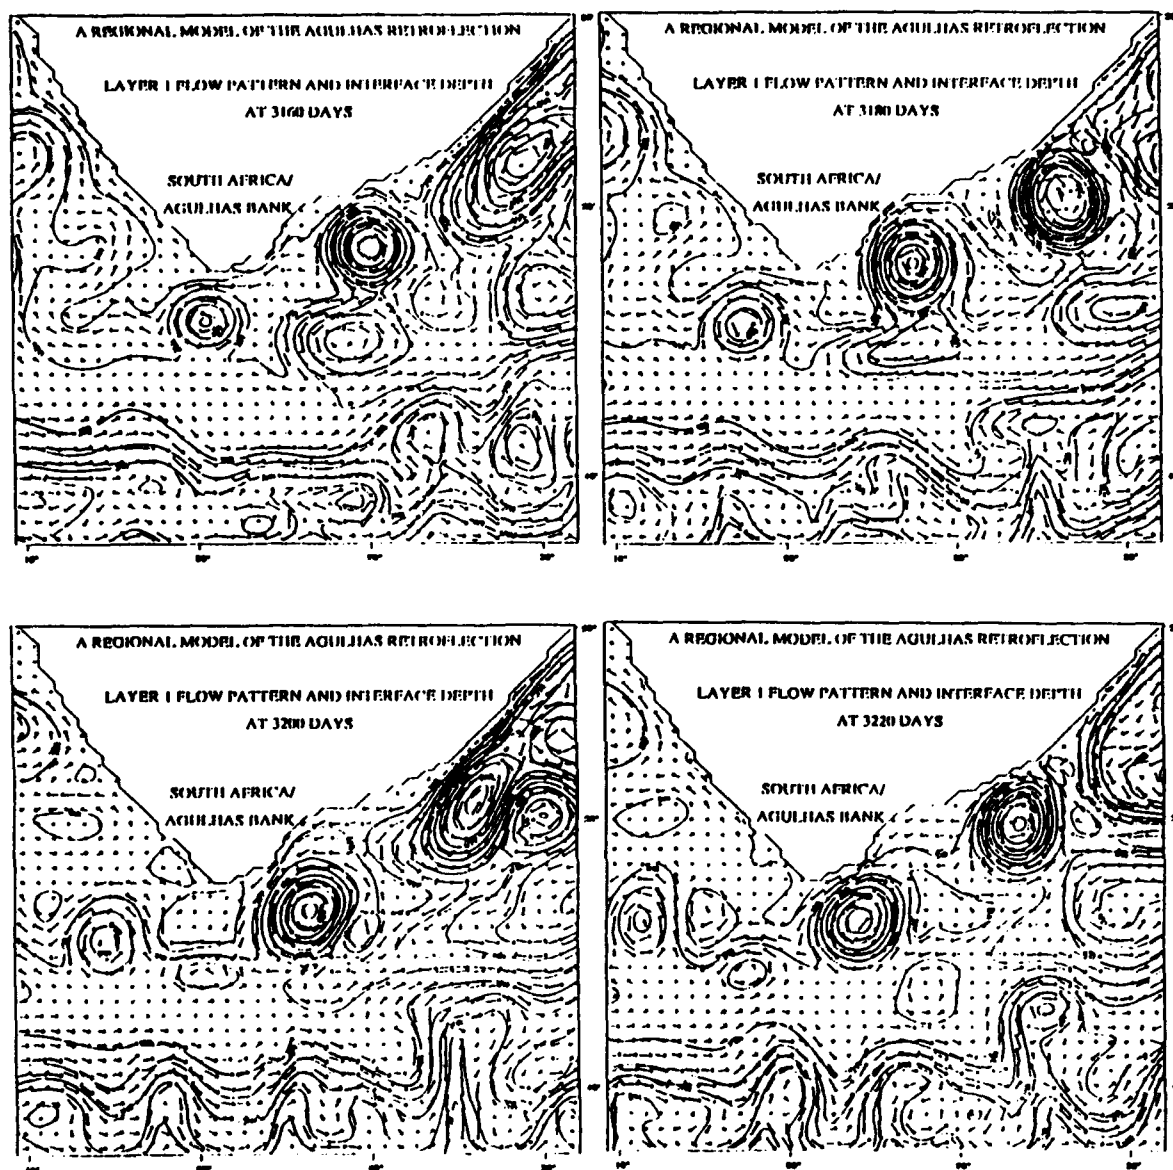 A REGIONAL MODEL OF THE AGULHAS RETROFLECTION
LAYER 1 FLOW PATTERN AND INTERFACE DEPTH
AT 3160 DAYS
SOUTH AFRICA/
AGULHAS BANK
A REGIONAL MODEL OF THE AGULHAS RETROFLECTION
LAYER 1 FLOW PATTERN AND INTERFACE DEPTH
AT 3180 DAYS
SOUTH AFRICA/
AGULHAS BANK
A REGIONAL MODEL OF THE AGULHAS RETROFLECTION
LAYER 1 FLOW PATTERN AND INTERFACE DEPTH
AT 3200 DAYS
SOUTH AFRICA/
AGULHAS BANK
A REGIONAL MODEL OF THE AGULHAS RETROFLECTION
LAYER 1 FLOW PATTERN AND INTERFACE DEPTH
AT 3220 DAYS
SOUTH AFRICA/
AGULHAS BANK